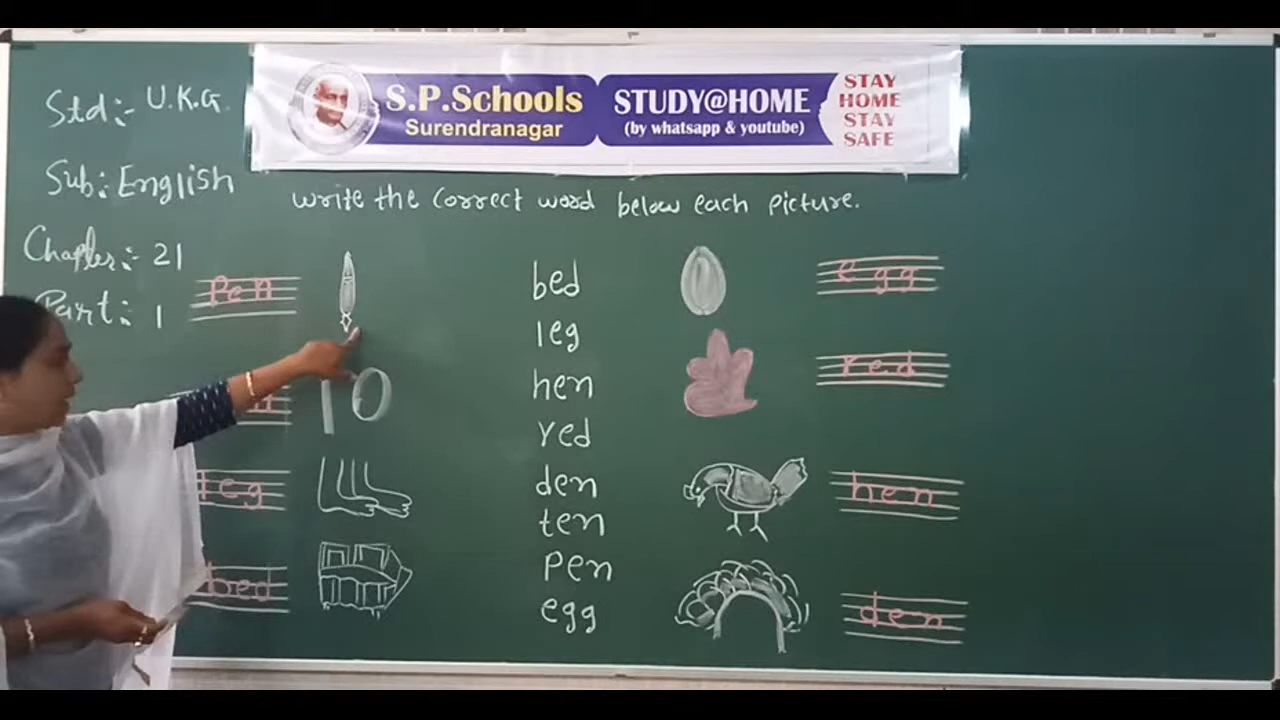 S.P.Schools
Surendranagar
STUDY@HOME
(by whatsapp & youtube)
STAY
HOME
STAY
SAFE
Std:- U.K.G.
Sub: English
Chapter:- 21
Part:- 1
Write the correct word below each picture.
Pen
10
leg
bed
bed
leg
hen
red
den
ten
Pen
egg
egg
red
hen
den